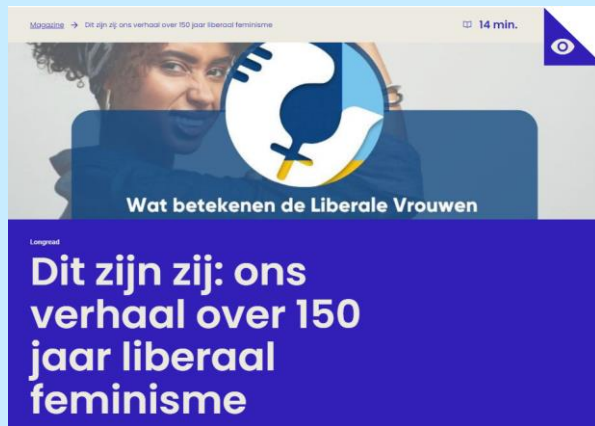 Magazine → Dit zijn zij: ons verhaal over 150 jaar liberaal feminisme
14 min.
Wat betekenen de Liberale Vrouwen
Longread
Dit zijn zij: ons
verhaal over 150
jaar liberaal
feminisme